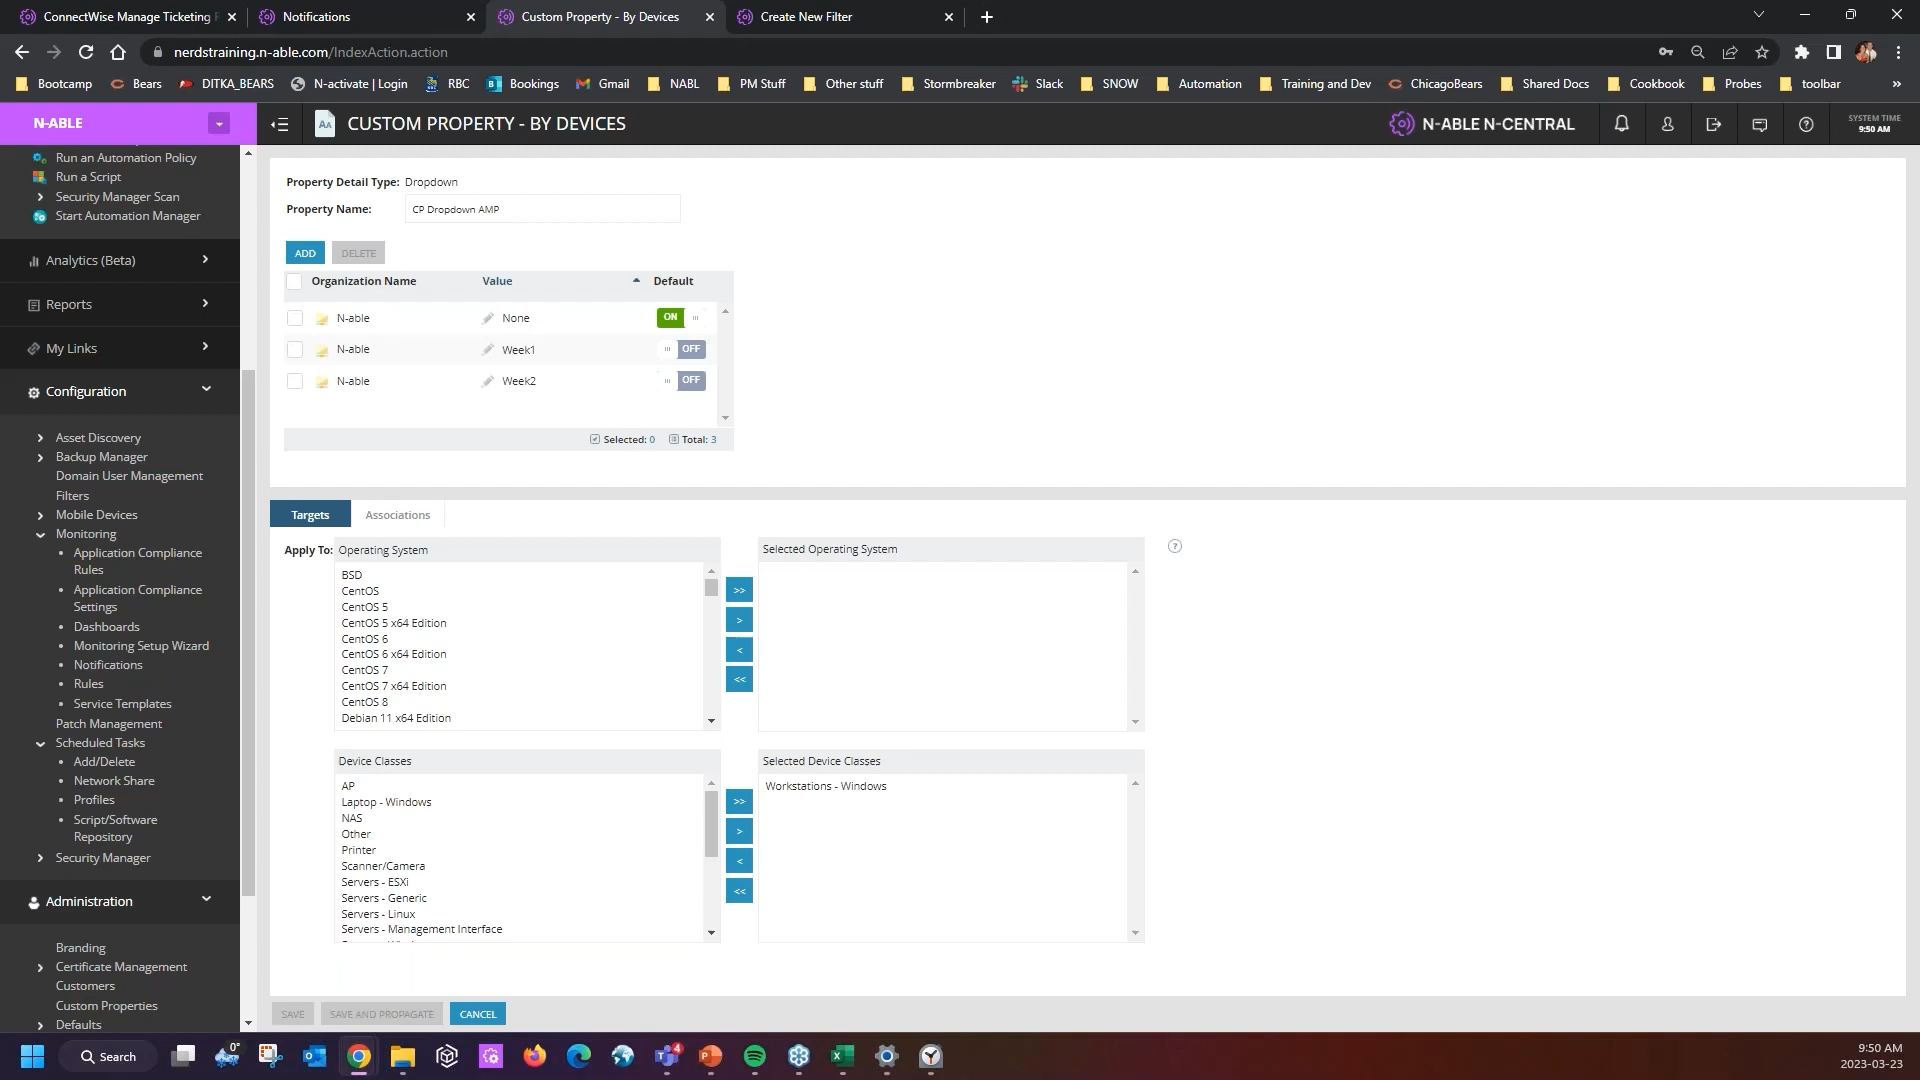 ConnectWise Manage Ticketing
Notifications
Custom Property - By Devices
Create New Filter
nerdstraining.n-able.com/IndexAction.action
Bootcamp
Bears
DITKA_BEARS
N-activate | Login
RBC
Bookings
Gmail
NABL
PM Stuff
Other stuff
Stormbreaker
Slack
SNOW
Automation
Training and Dev
ChicagoBears
Shared Docs
Cookbook
Probes
toolbar
»
N-ABLE
CUSTOM PROPERTY - BY DEVICES
N-ABLE N-CENTRAL
SYSTEM TIME
9:50 AM
Run an Automation Policy
Run a Script
Security Manager Scan
Start Automation Manager
Analytics (Beta)
Reports
My Links
Configuration
Asset Discovery
Backup Manager
Domain User Management
Filters
Mobile Devices
Monitoring
Application Compliance
Rules
Application Compliance
Settings
Dashboards
Monitoring Setup Wizard
Notifications
Rules
Service Templates
Patch Management
Scheduled Tasks
Add/Delete
Network Share
Profiles
Script/Software
Repository
Security Manager
Administration
Branding
Certificate Management
Customers
Custom Properties
Defaults
Property Detail Type: Dropdown
Property Name: CP Dropdown AMP
ADD DELETE
Organization Name Value Default
N-able None ON
N-able Week1 OFF
N-able Week2 OFF
Selected: 0 Total: 3
Targets Associations
Apply To: Operating System
BSD
CentOS
CentOS 5
CentOS 5 x64 Edition
CentOS 6
CentOS 6 x64 Edition
CentOS 7
CentOS 7 x64 Edition
CentOS 8
Debian 11 x64 Edition
>>
>
<
<<
Selected Operating System
Device Classes
AP
Laptop - Windows
NAS
Other
Printer
Scanner/Camera
Servers - ESXi
Servers - Generic
Servers - Linux
Servers - Management Interface
>>
>
<
<<
Selected Device Classes
Workstations - Windows
SAVE SAVE AND PROPAGATE CANCEL
Search
0°
4
9:50 AM
2023-03-23